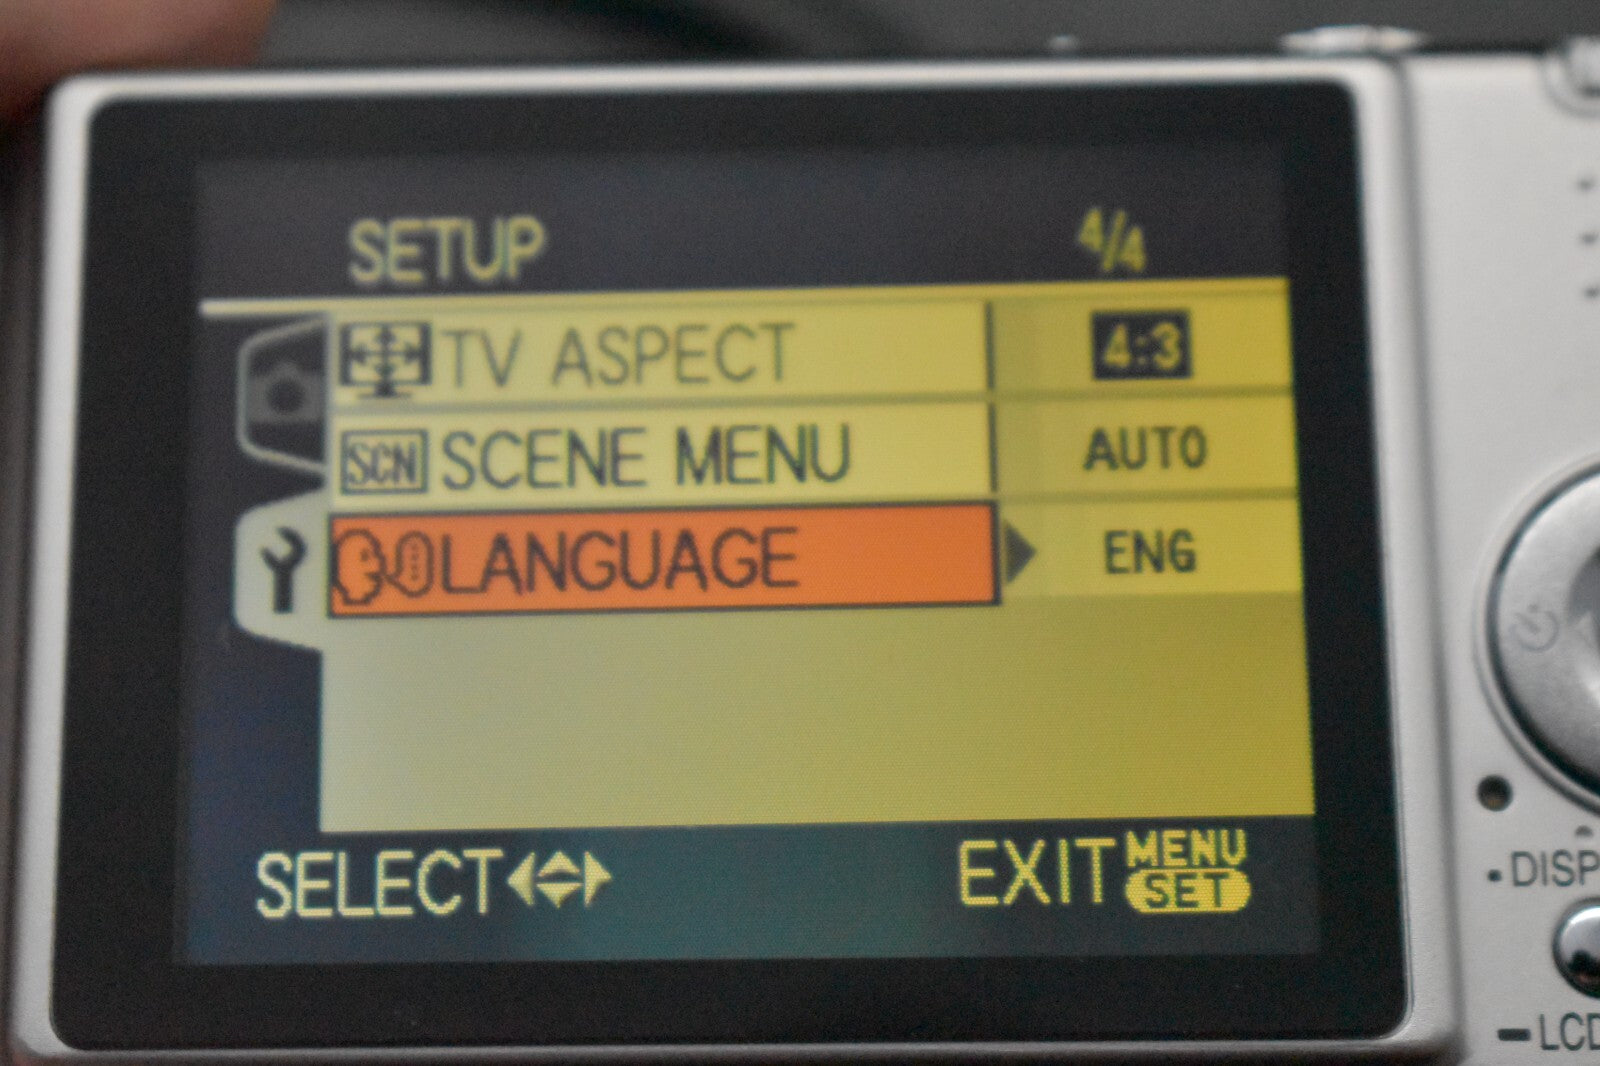 SETUP 4/4
TV ASPECT 4:3
SCN SCENE MENU AUTO
LANGUAGE ENG
SELECT EXIT MENU
SET
DISP
LCD